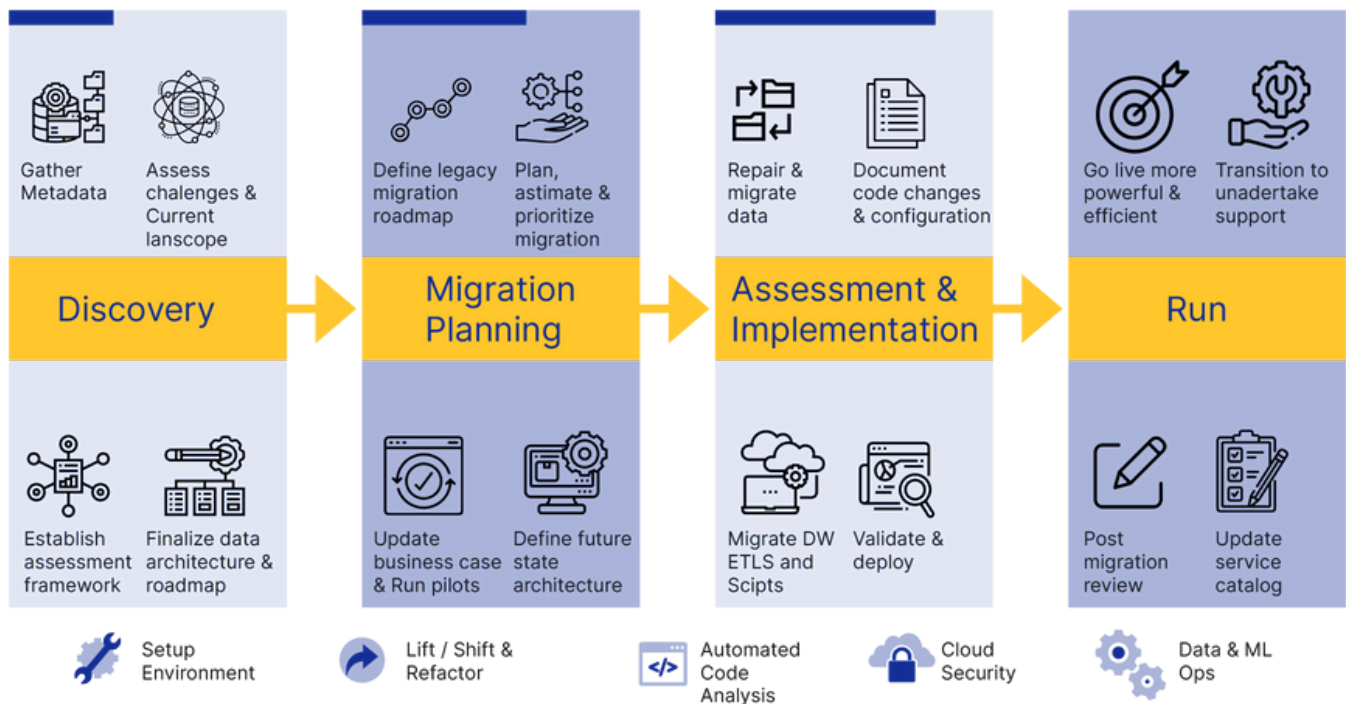 Gather
Metadata
Assess
chalenges &
Current
lanscope
Define legacy
migration
roadmap
Plan,
astimate &
prioritize
migration
Repair &
migrate
data
Document
code changes
& configuration
Go live more
powerful &
efficient
Transition to
unadertake
support
Discovery
Migration
Planning
Assessment &
Implementation
Run
Establish
assessment
framework
Finalize data
architecture &
roadmap
Update
business case
& Run pilots
Define future
state
architecture
Migrate DW
ETLS and
Scipts
Validate &
deploy
Post
migration
review
Update
service
catalog
Setup
Environment
Lift / Shift &
Refactor
</>
Automated
Code
Analysis
Cloud
Security
Data & ML
Ops